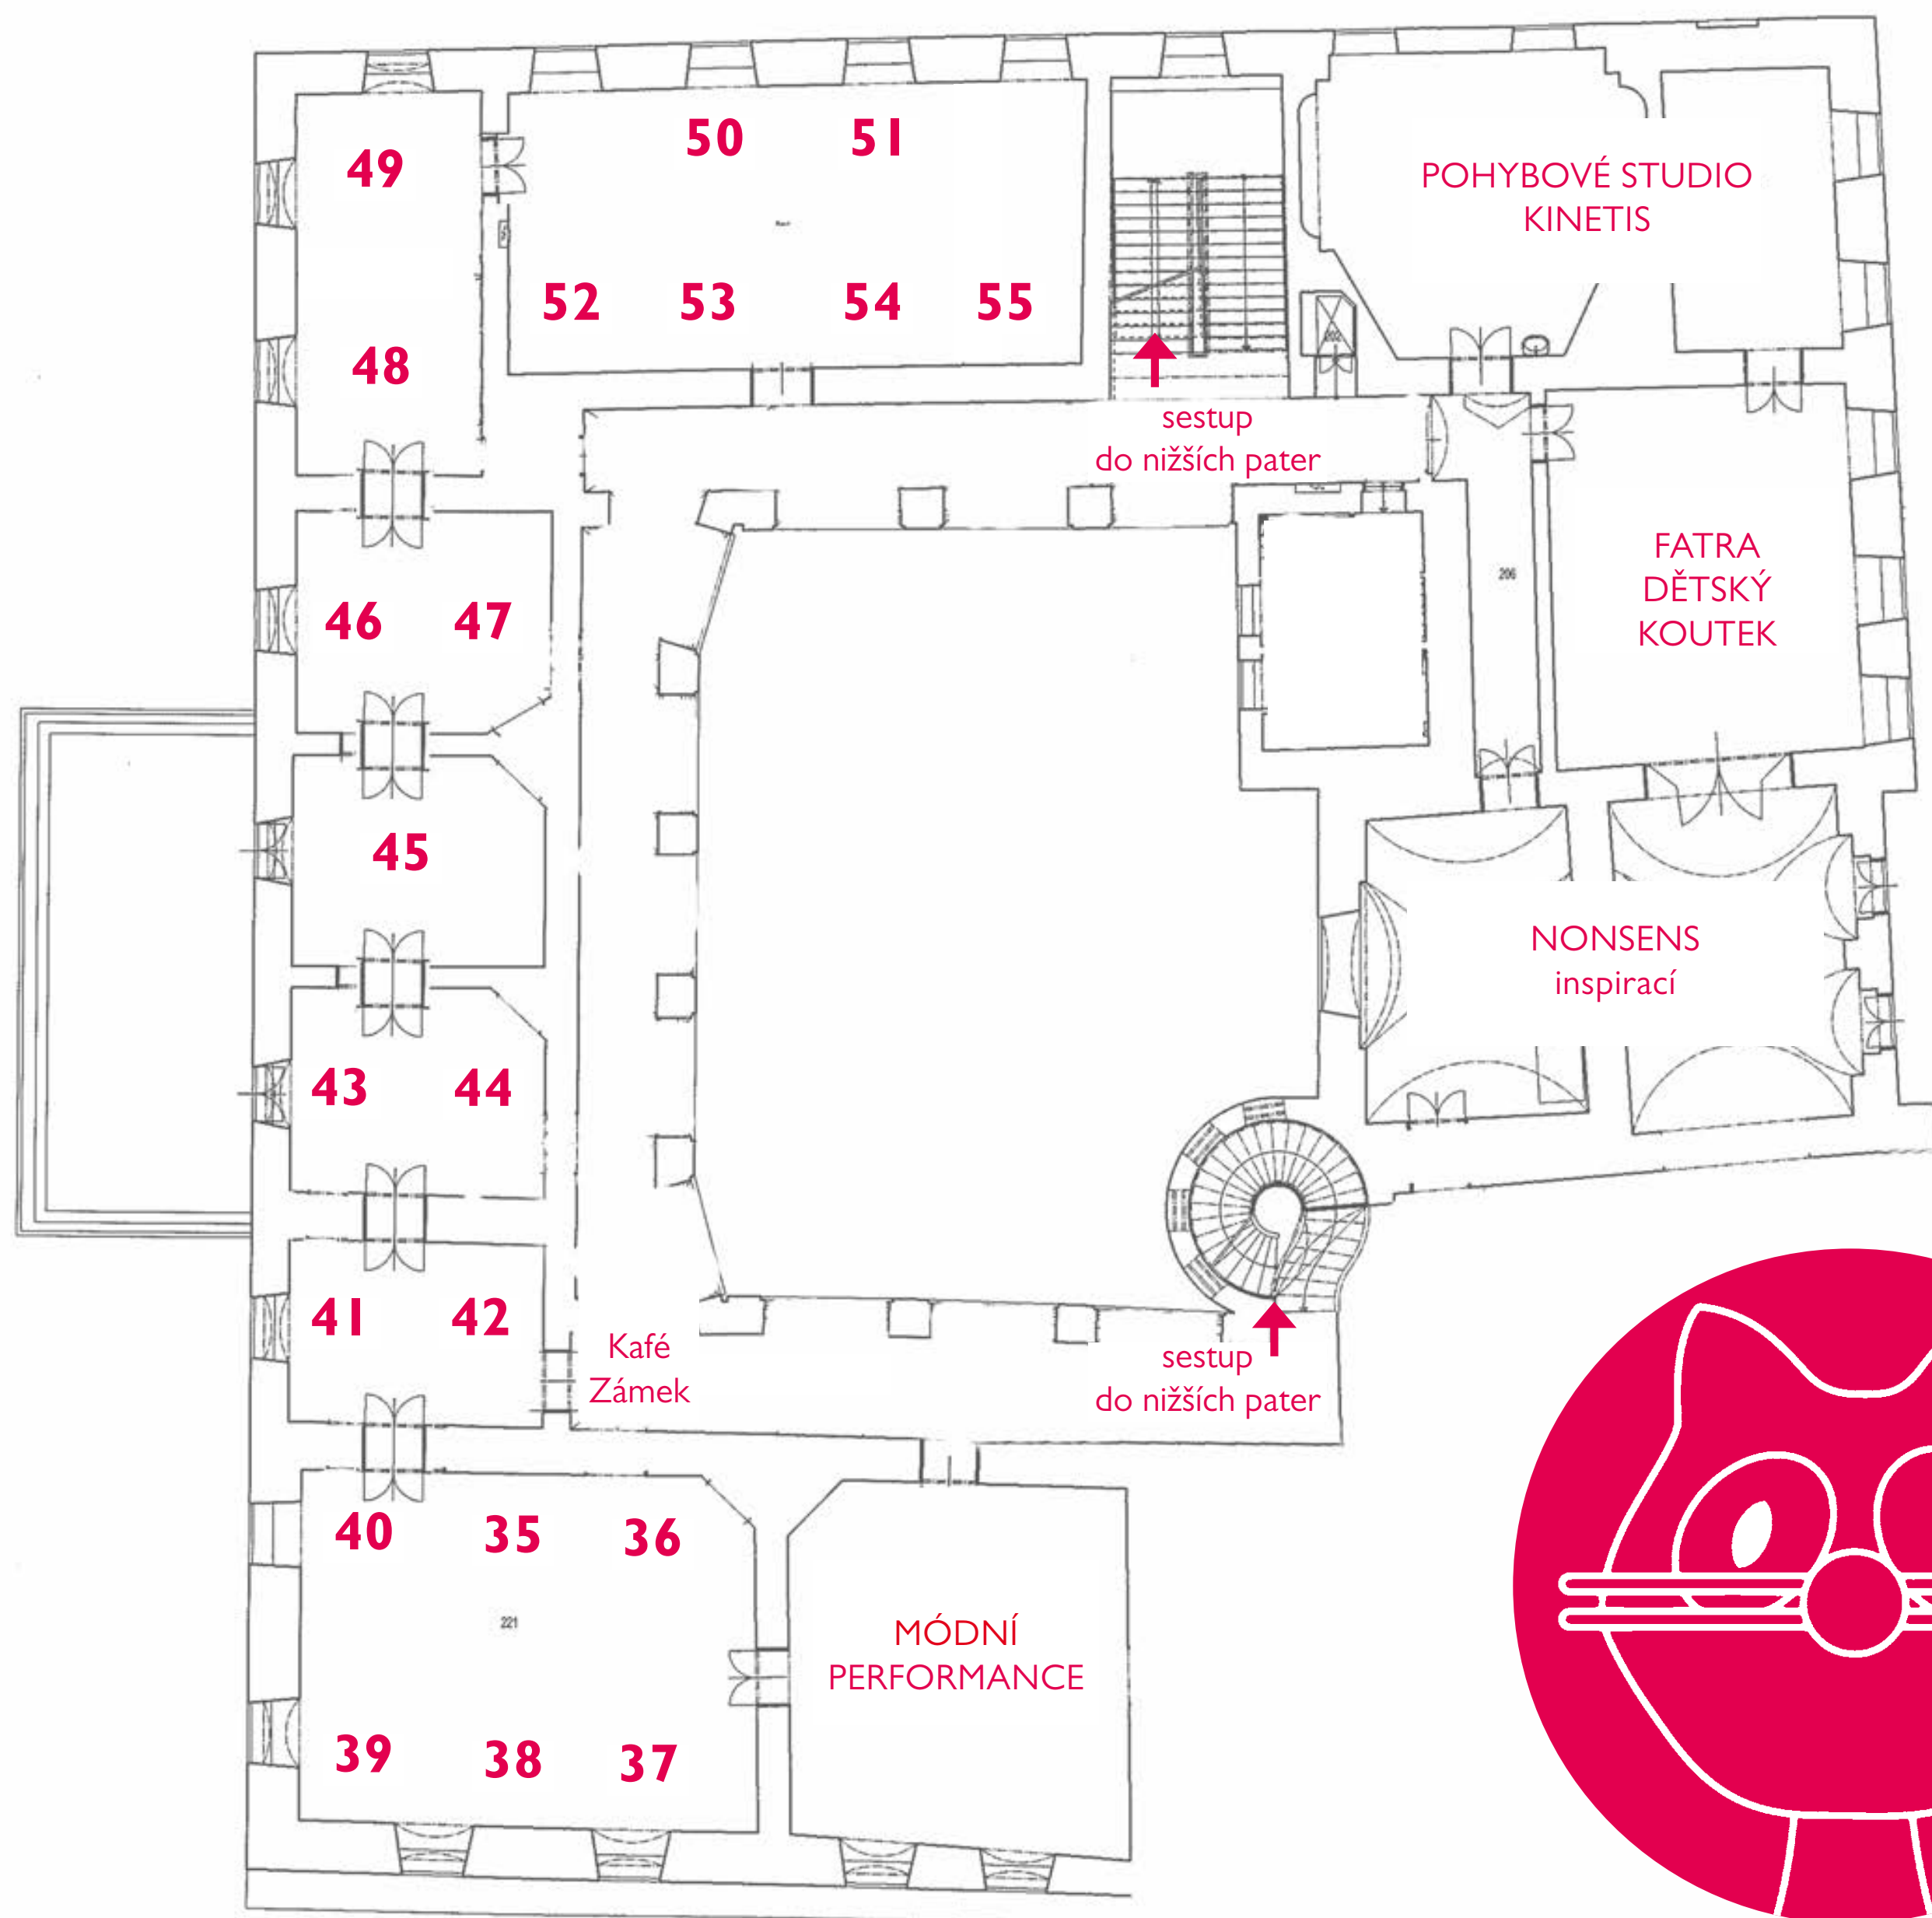 50 51
49
POHYBOVÉ STUDIO
KINETIS
52 53 54 55
48
sestup
do nižších pater
FATRA
DĚTSKÝ
KOUTEK
206
46 47
45
NONSENS
inspirací
43 44
41 42
Kafé
Zámek
sestup
do nižších pater
40 35 36
221
MÓDNÍ
PERFORMANCE
39 38 37